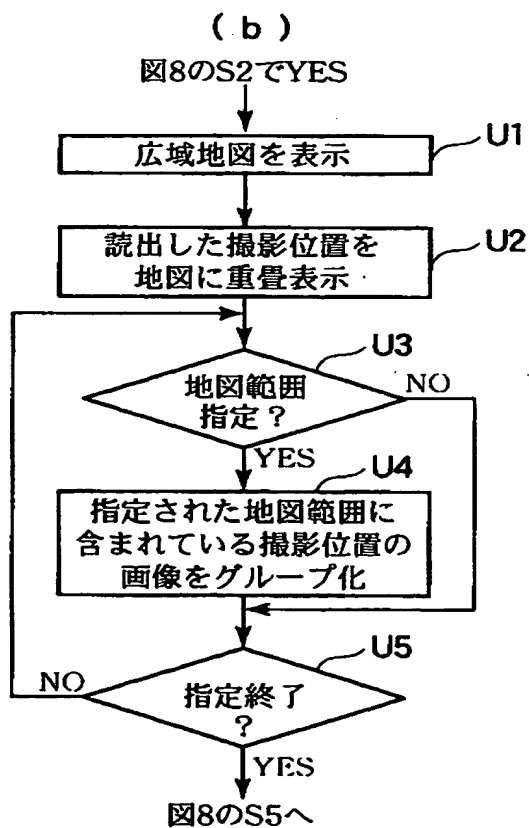 (b)
図8のS2でYES
広域地図を表示
U1
読出した撮影位置を
地図に重畳表示
U2
U3
地図範囲
指定?
NO
YES
U4
指定された地図範囲に
含まれている撮影位置の
画像をグループ化
U5
NO
指定終了
?
YES
図8のS5へ